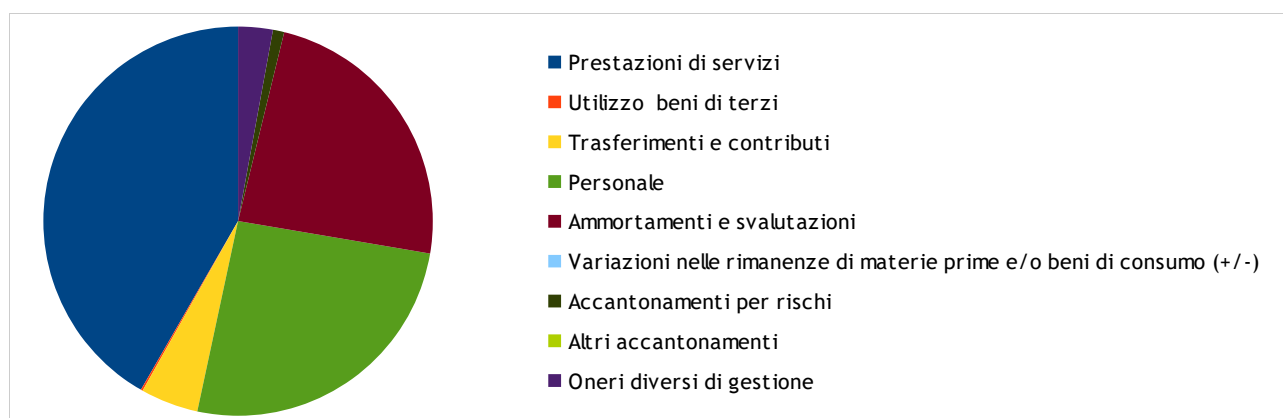 Prestazioni di servizi
Utilizzo beni di terzi
Trasferimenti e contributi
Personale
Ammortamenti e svalutazioni
Variazioni nelle rimanenze di materie prime e/o beni di consumo (+/-)
Accantonamenti per rischi
Altri accantonamenti
Oneri diversi di gestione